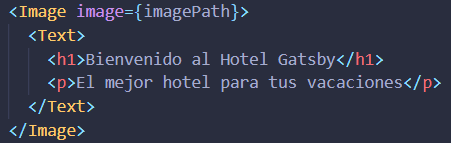 <Image image={imagePath}>
<Text>
<h1>Bienvenido al Hotel Gatsby</h1>
<p>El mejor hotel para tus vacaciones</p>
</Text>
</Image>